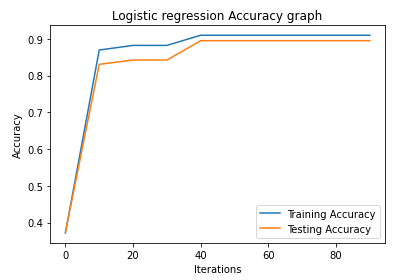 Logistic regression Accuracy graph
0.9
0.8
0.7
0.6
0.5
0.4
Accuracy
Training Accuracy
Testing Accuracy
0 20 40 60 80
Iterations